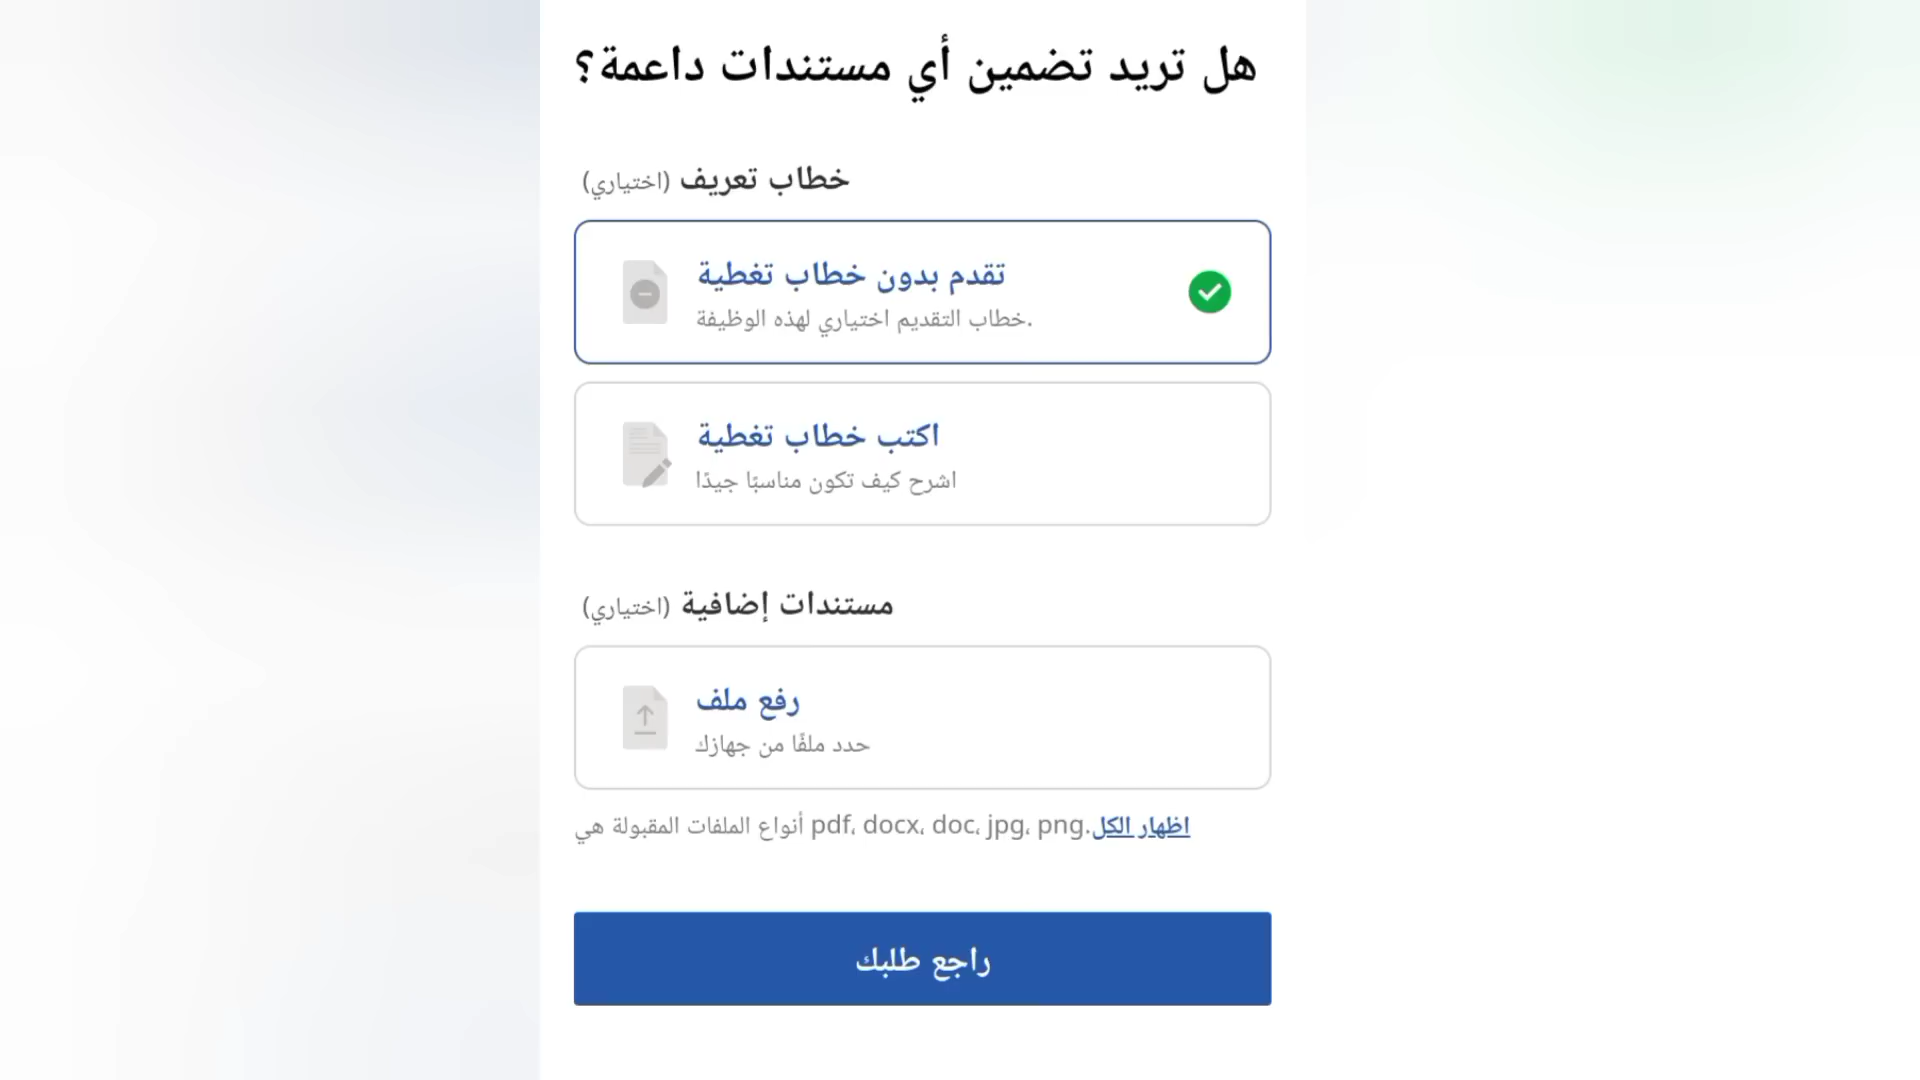 هل تريد تضمين أي مستندات داعمة؟
خطاب تعريف (اختياري)
تقدم بدون خطاب تغطية
خطاب التقديم اختياري لهذه الوظيفة.
اكتب خطاب تغطية
اشرح كيف تكون مناسبًا جيدًا
مستندات إضافية (اختياري)
رفع ملف
حدد ملفًا من جهازك
أنواع الملفات المقبولة هي pdf، docx، doc، jpg، png. اظهار الكل
راجع طلبك